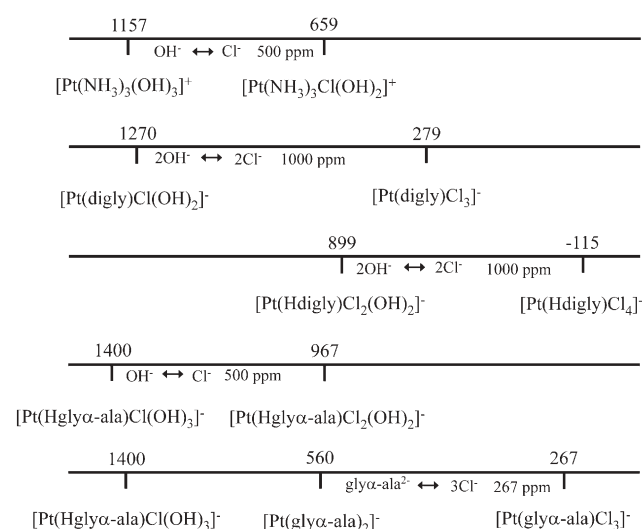 1157 659
OH⁻ ↔ Cl⁻ 500 ppm
[Pt(NH₃)₃(OH)₃]⁺ [Pt(NH₃)₃Cl(OH)₂]⁺
1270 279
2OH⁻ ↔ 2Cl⁻ 1000 ppm
[Pt(digly)Cl(OH)₂]⁻ [Pt(digly)Cl₃]⁻
899 -115
2OH⁻ ↔ 2Cl⁻ 1000 ppm
[Pt(Hdigly)Cl₂(OH)₂]⁻ [Pt(Hdigly)Cl₄]⁻
1400 967
OH⁻ ↔ Cl⁻ 500 ppm
[Pt(Hglyα-ala)Cl(OH)₃]⁻ [Pt(Hglyα-ala)Cl₂(OH)₂]⁻
1400 560 267
glyα-ala²⁻ ↔ 3Cl⁻ 267 ppm
[Pt(Hglyα-ala)Cl(OH)₃]⁻ [Pt(glyα-ala)₂]⁻ [Pt(glyα-ala)Cl₃]⁻